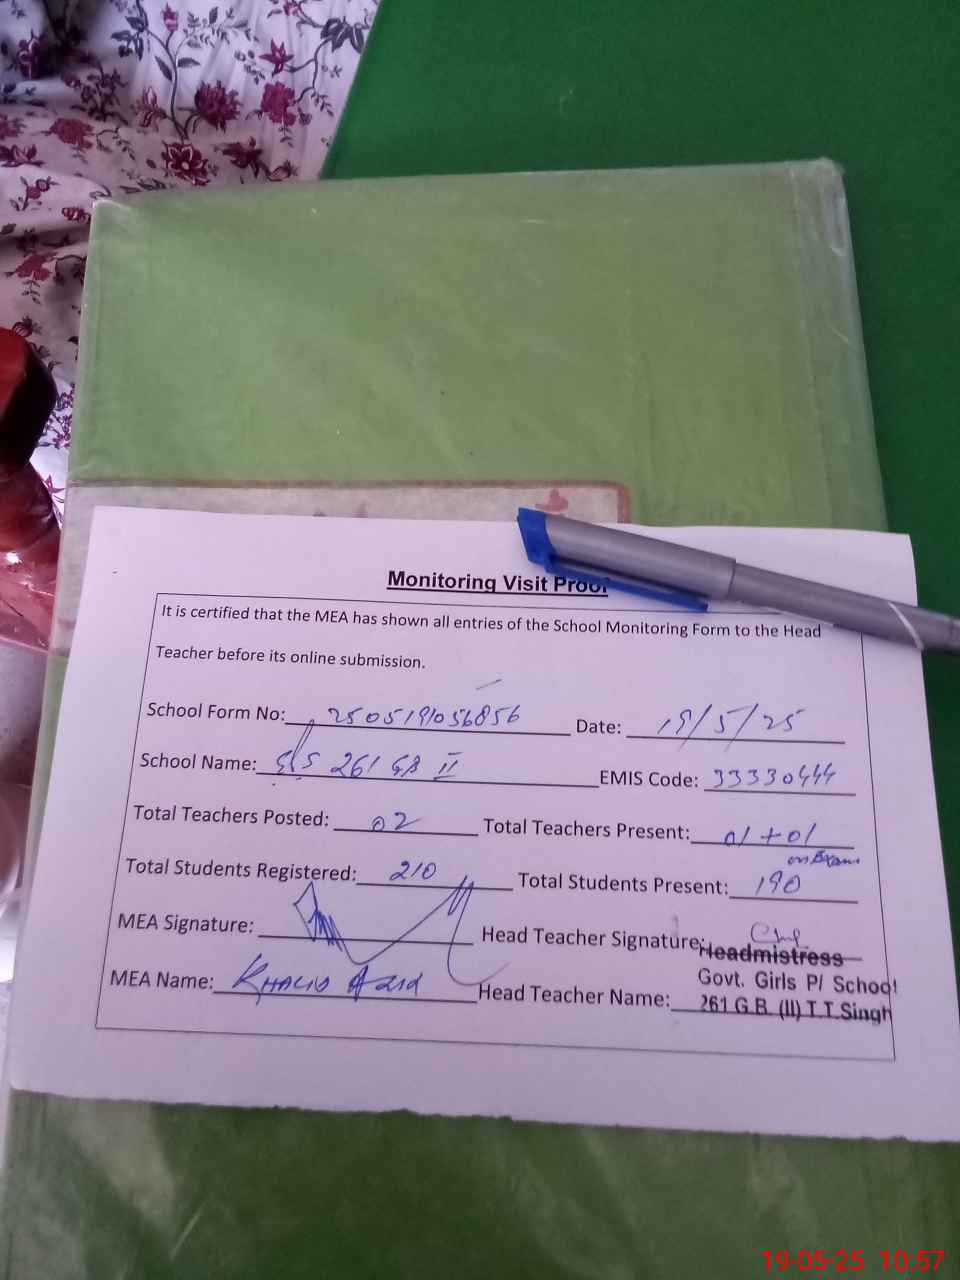 Monitoring Visit Proof
It is certified that the MEA has shown all entries of the School Monitoring Form to the Head
Teacher before its online submission.
School Form No: 2505191056856 Date: 19/5/25
School Name: 261 GB II EMIS Code: 33330444
Total Teachers Posted: 02 Total Teachers Present: 01+01
on Exam
Total Students Registered: 210 Total Students Present: 190
MEA Signature: Head Teacher Signature:
Headmistress
Govt. Girls P/ School
MEA Name: Khalid Head Teacher Name: 261 G.B. (II) T.T.Singh
19-05-25 10:57